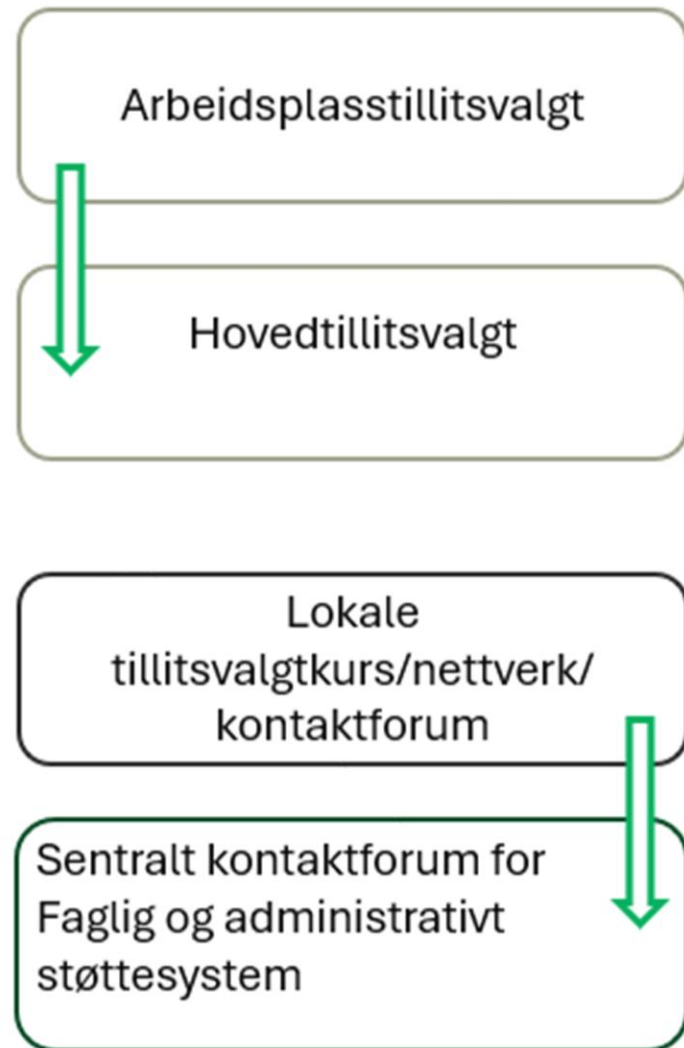 Arbeidsplasstillitsvalgt
Hovedtillitsvalgt
Lokale
tillitsvalgtkurs/nettverk/
kontaktforum
Sentralt kontaktforum for
Faglig og administrativt
støttesystem